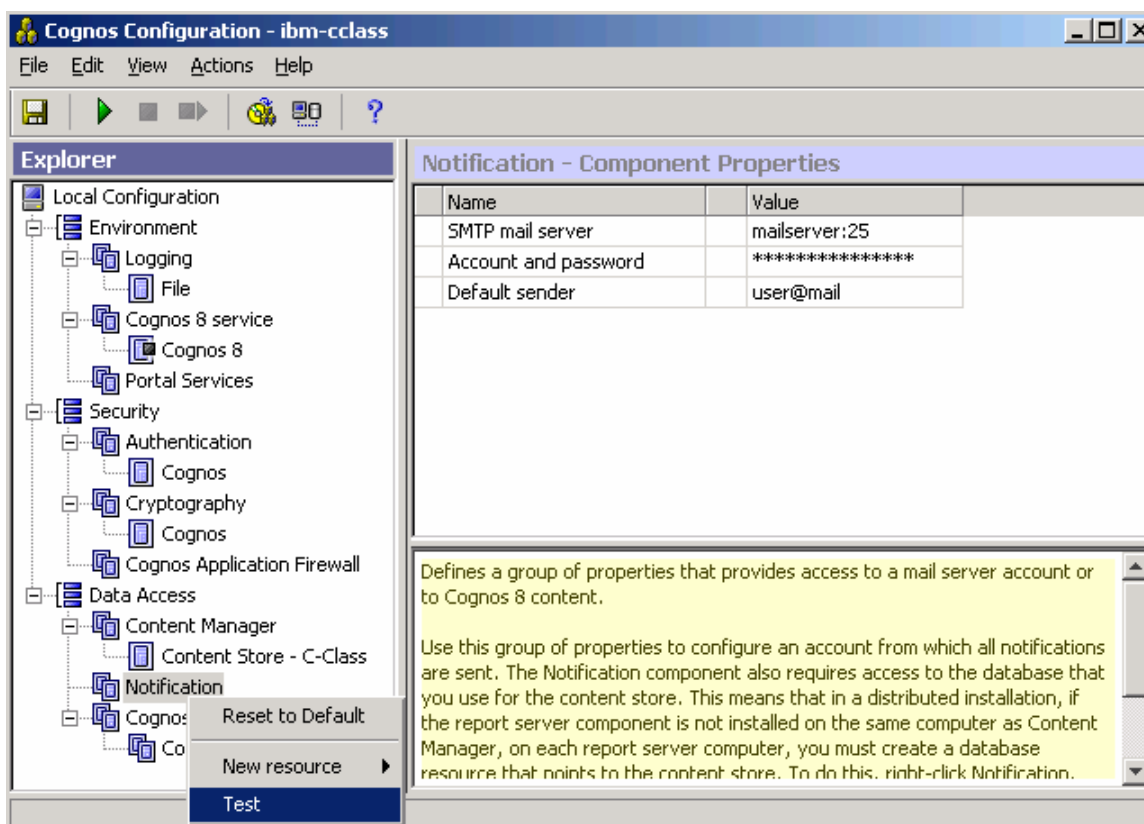 Cognos Configuration - ibm-cclass
File Edit View Actions Help
?
Explorer
Local Configuration
Environment
Logging
File
Cognos 8 service
Cognos 8
Portal Services
Security
Authentication
Cognos
Cryptography
Cognos
Cognos Application Firewall
Data Access
Content Manager
Content Store - C-Class
Notification
Cognos
Co
Reset to Default
New resource
Test
Notification - Component Properties
Name Value
SMTP mail server mailserver:25
Account and password ***************
Default sender user@mail
Defines a group of properties that provides access to a mail server account or
to Cognos 8 content.
Use this group of properties to configure an account from which all notifications
are sent. The Notification component also requires access to the database that
you use for the content store. This means that in a distributed installation, if
the report server component is not installed on the same computer as Content
Manager, on each report server computer, you must create a database
resource that points to the content store. To do this, right-click Notification,